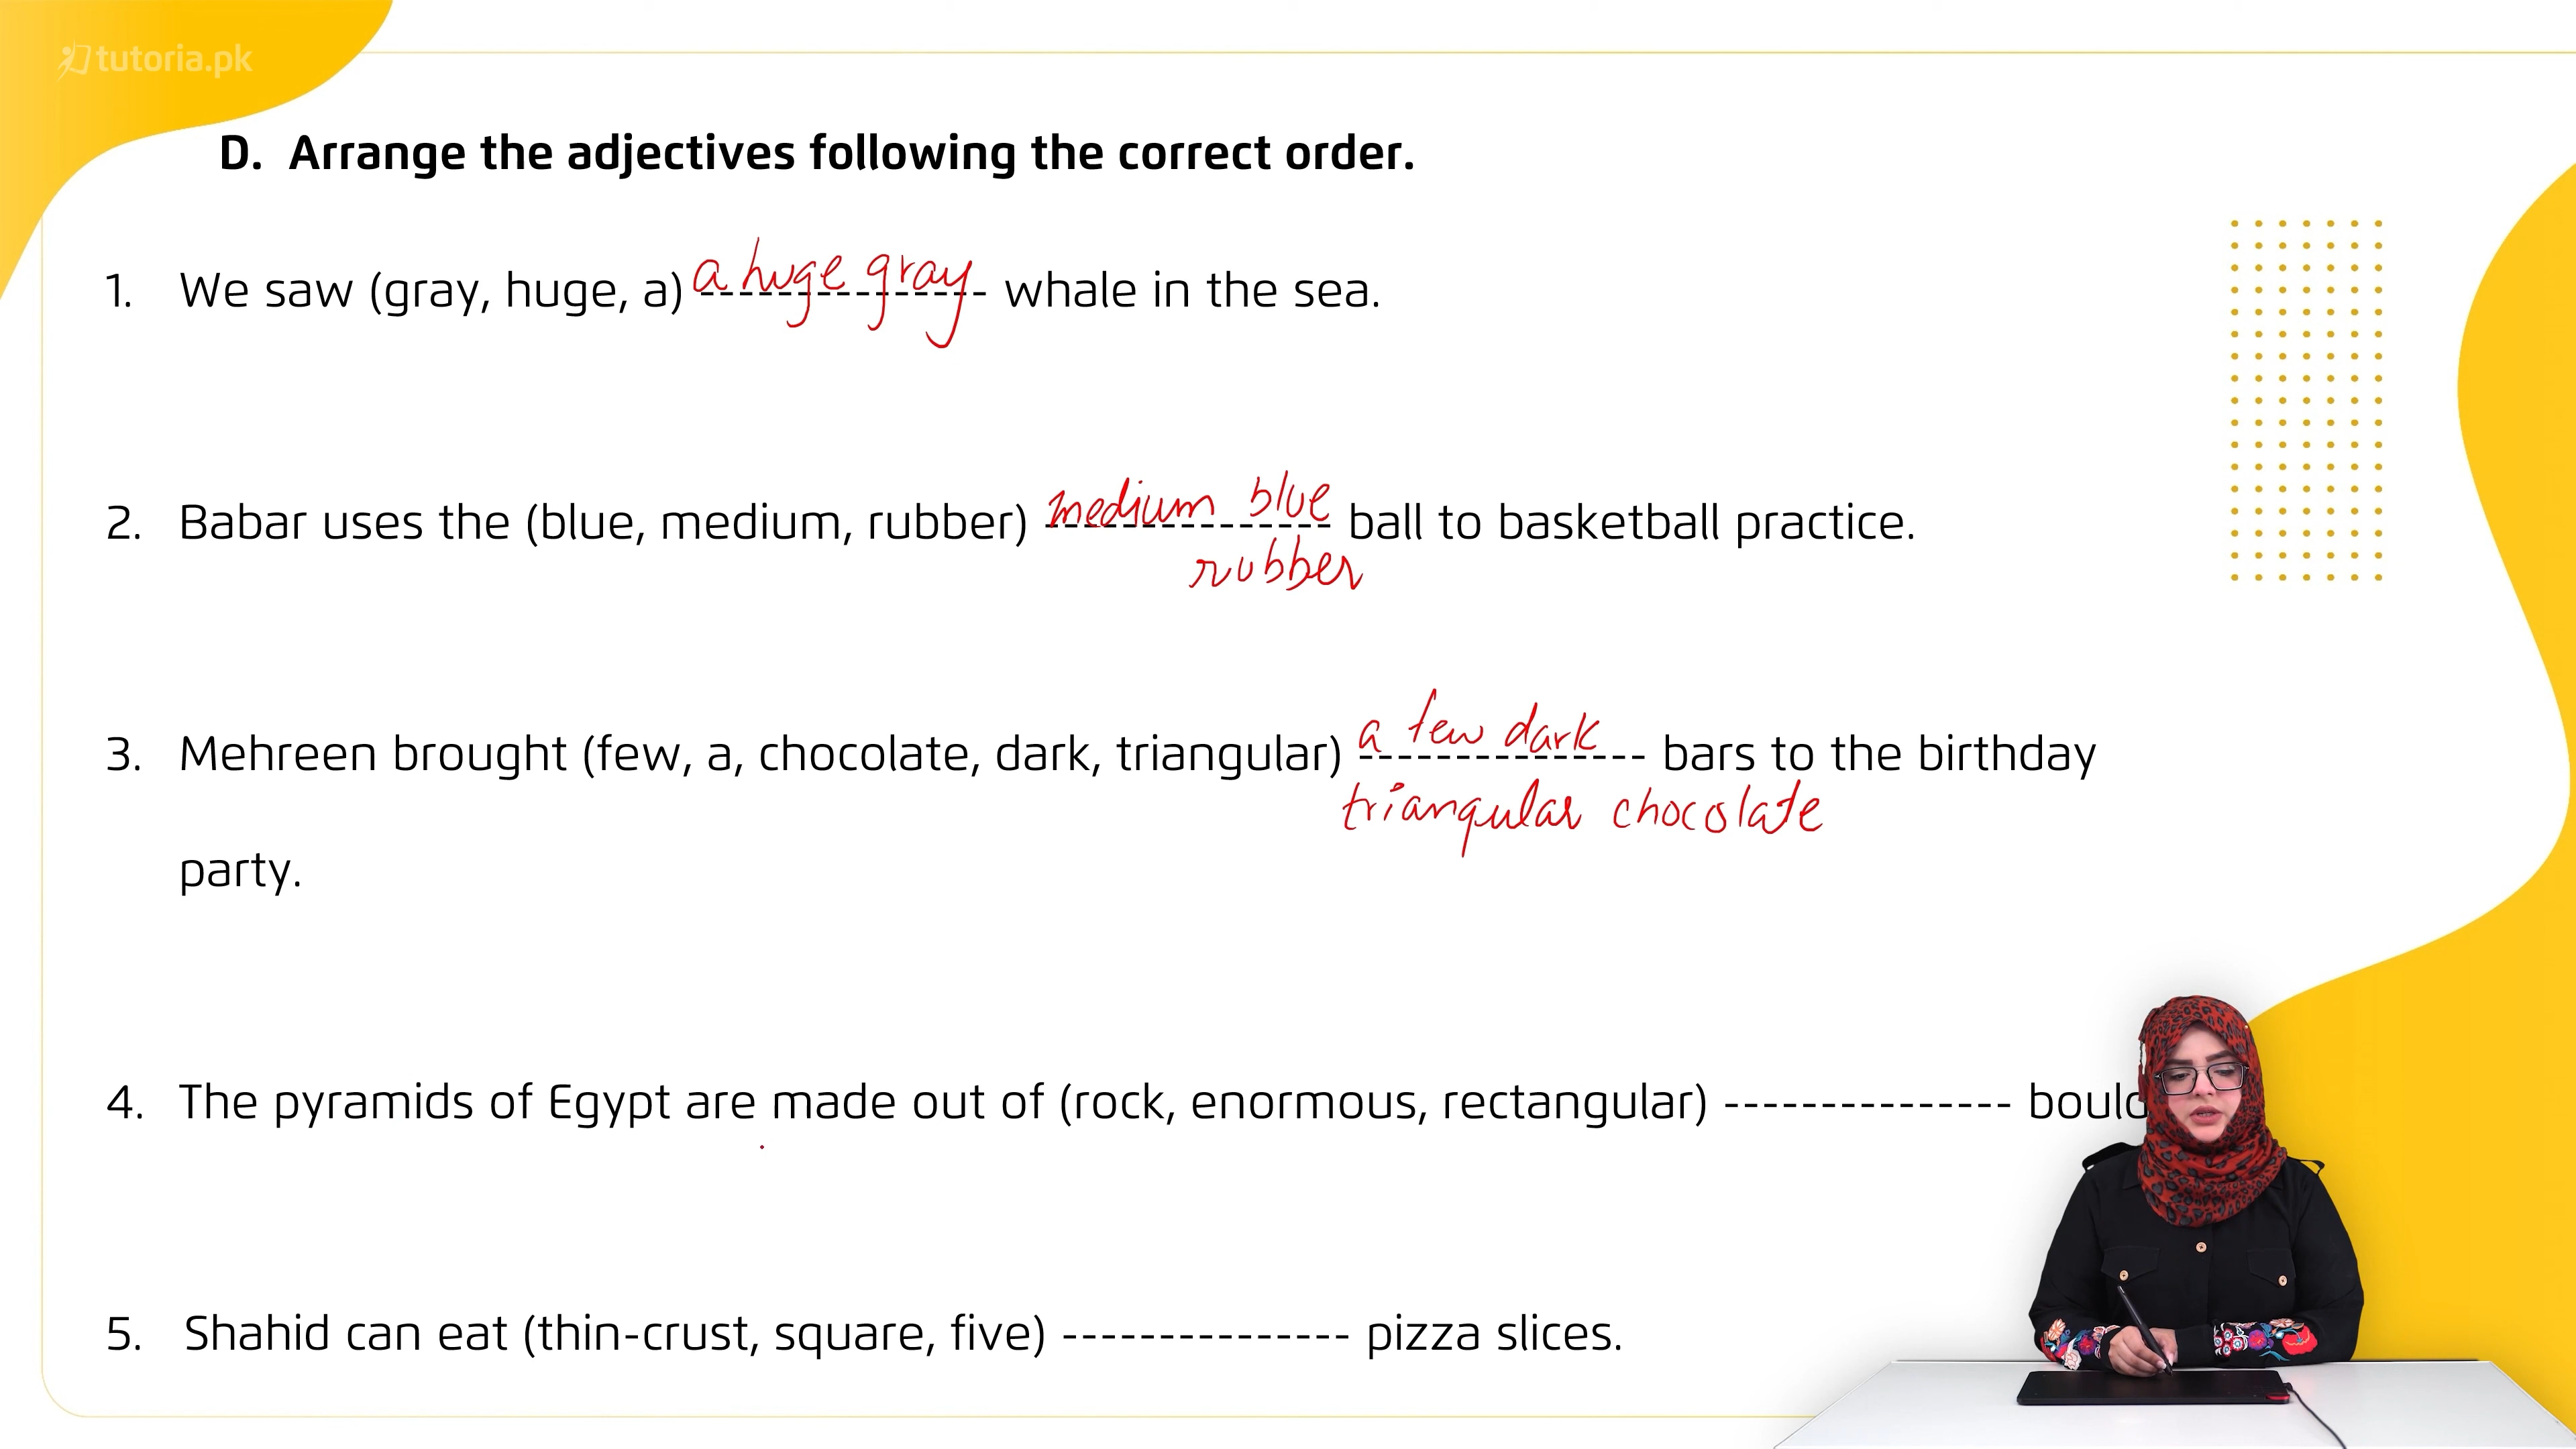 tutoria.pk
D. Arrange the adjectives following the correct order.
1. We saw (gray, huge, a) a huge gray --------------- whale in the sea.
2. Babar uses the (blue, medium, rubber) medium blue --------------- ball to basketball practice.
rubber
3. Mehreen brought (few, a, chocolate, dark, triangular) a few dark --------------- bars to the birthday
triangular chocolate
party.
4. The pyramids of Egypt are made out of (rock, enormous, rectangular) ---------------
5. Shahid can eat (thin-crust, square, five) --------------- pizza slices.